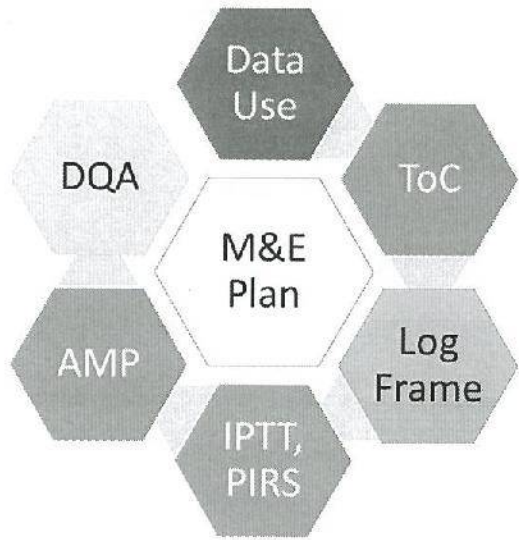 Data
Use
ToC
Log
Frame
IPTT,
PIRS
AMP
DQA
M&E
Plan